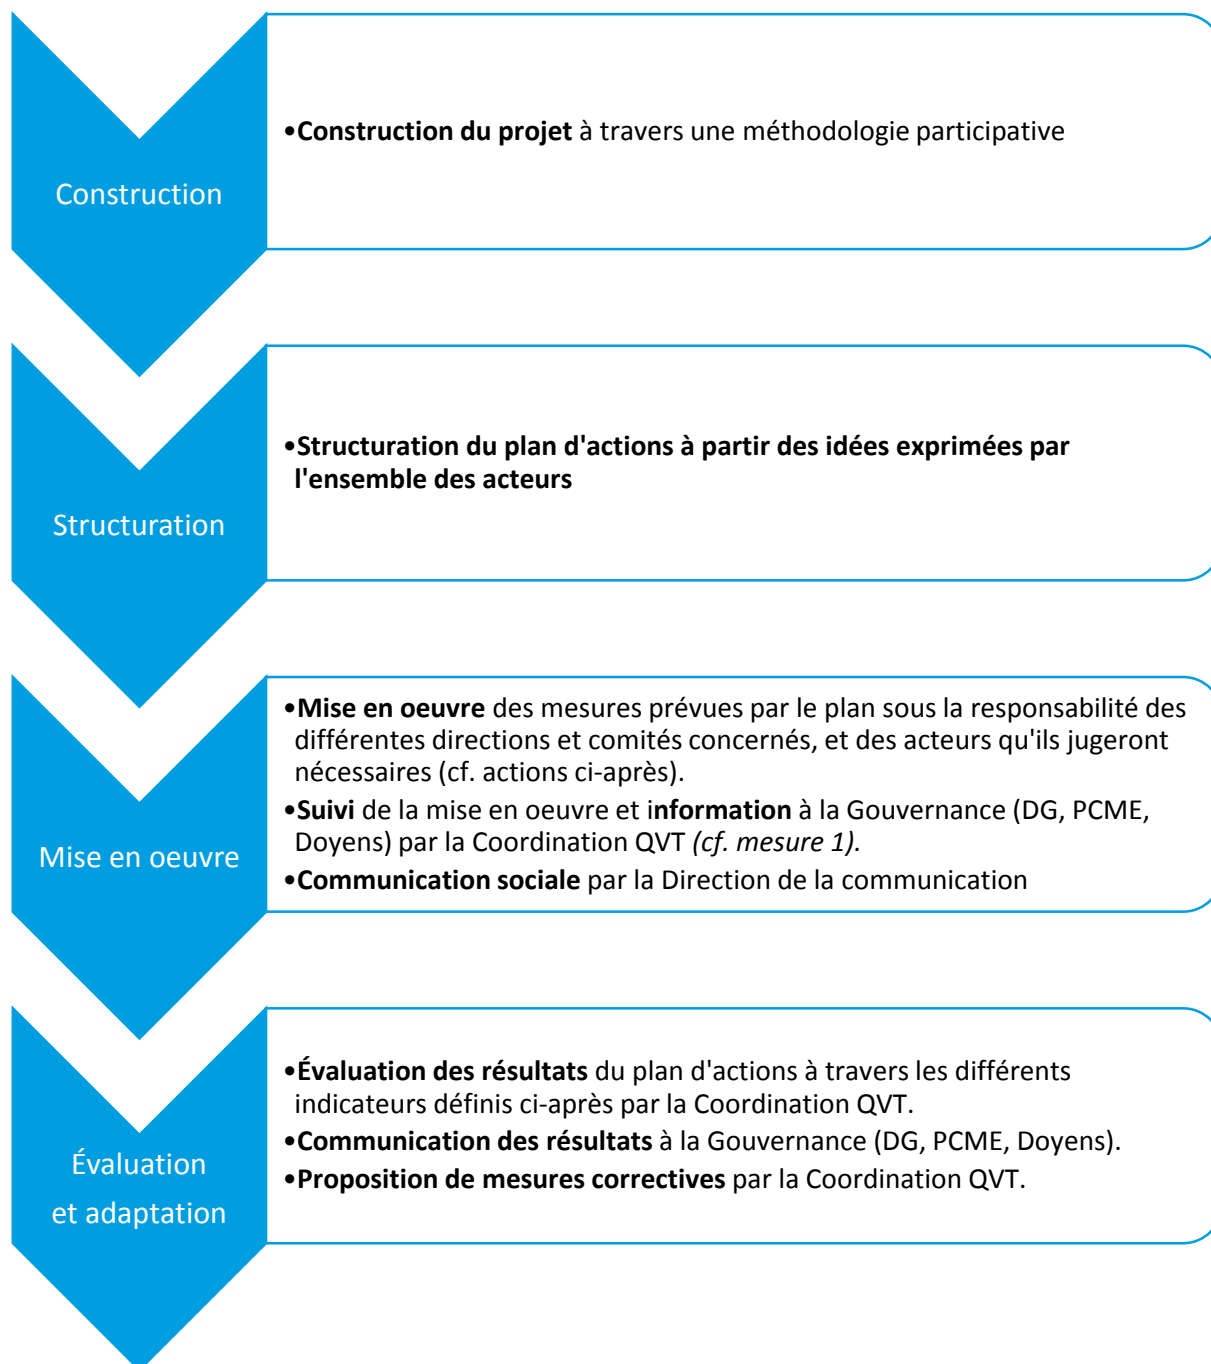 Construction
•Construction du projet à travers une méthodologie participative
Structuration
•Structuration du plan d'actions à partir des idées exprimées par
l'ensemble des acteurs
Mise en oeuvre
•Mise en oeuvre des mesures prévues par le plan sous la responsabilité des
différentes directions et comités concernés, et des acteurs qu'ils jugeront
nécessaires (cf. actions ci-après).
•Suivi de la mise en oeuvre et information à la Gouvernance (DG, PCME,
Doyens) par la Coordination QVT (cf. mesure 1).
•Communication sociale par la Direction de la communication
Évaluation
et adaptation
•Évaluation des résultats du plan d'actions à travers les différents
indicateurs définis ci-après par la Coordination QVT.
•Communication des résultats à la Gouvernance (DG, PCME, Doyens).
•Proposition de mesures correctives par la Coordination QVT.